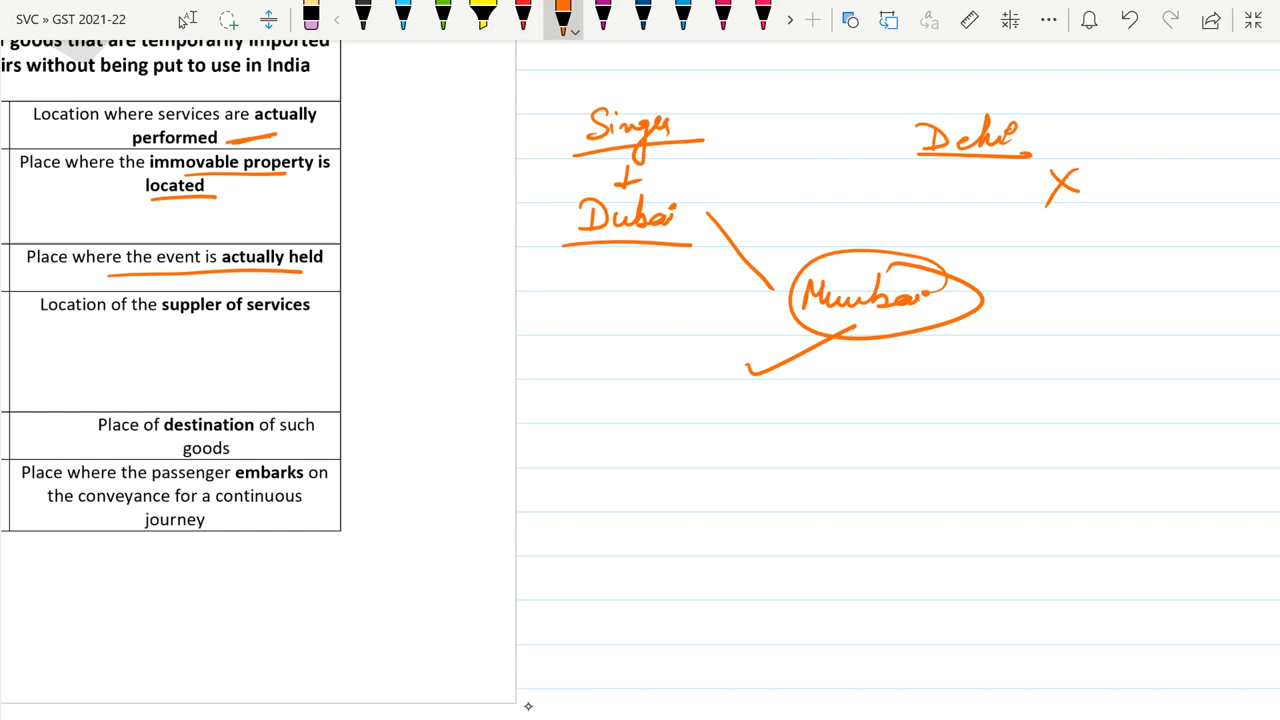 SVC » GST 2021-22
goods that are temporarily imported
irs without being put to use in India
Location where services are actually
performed
Place where the immovable property is
located
Place where the event is actually held
Location of the suppler of services
Place of destination of such
goods
Place where the passenger embarks on
the conveyance for a continuous
journey
Singer
Dubai
Delhi
X
Mumbai